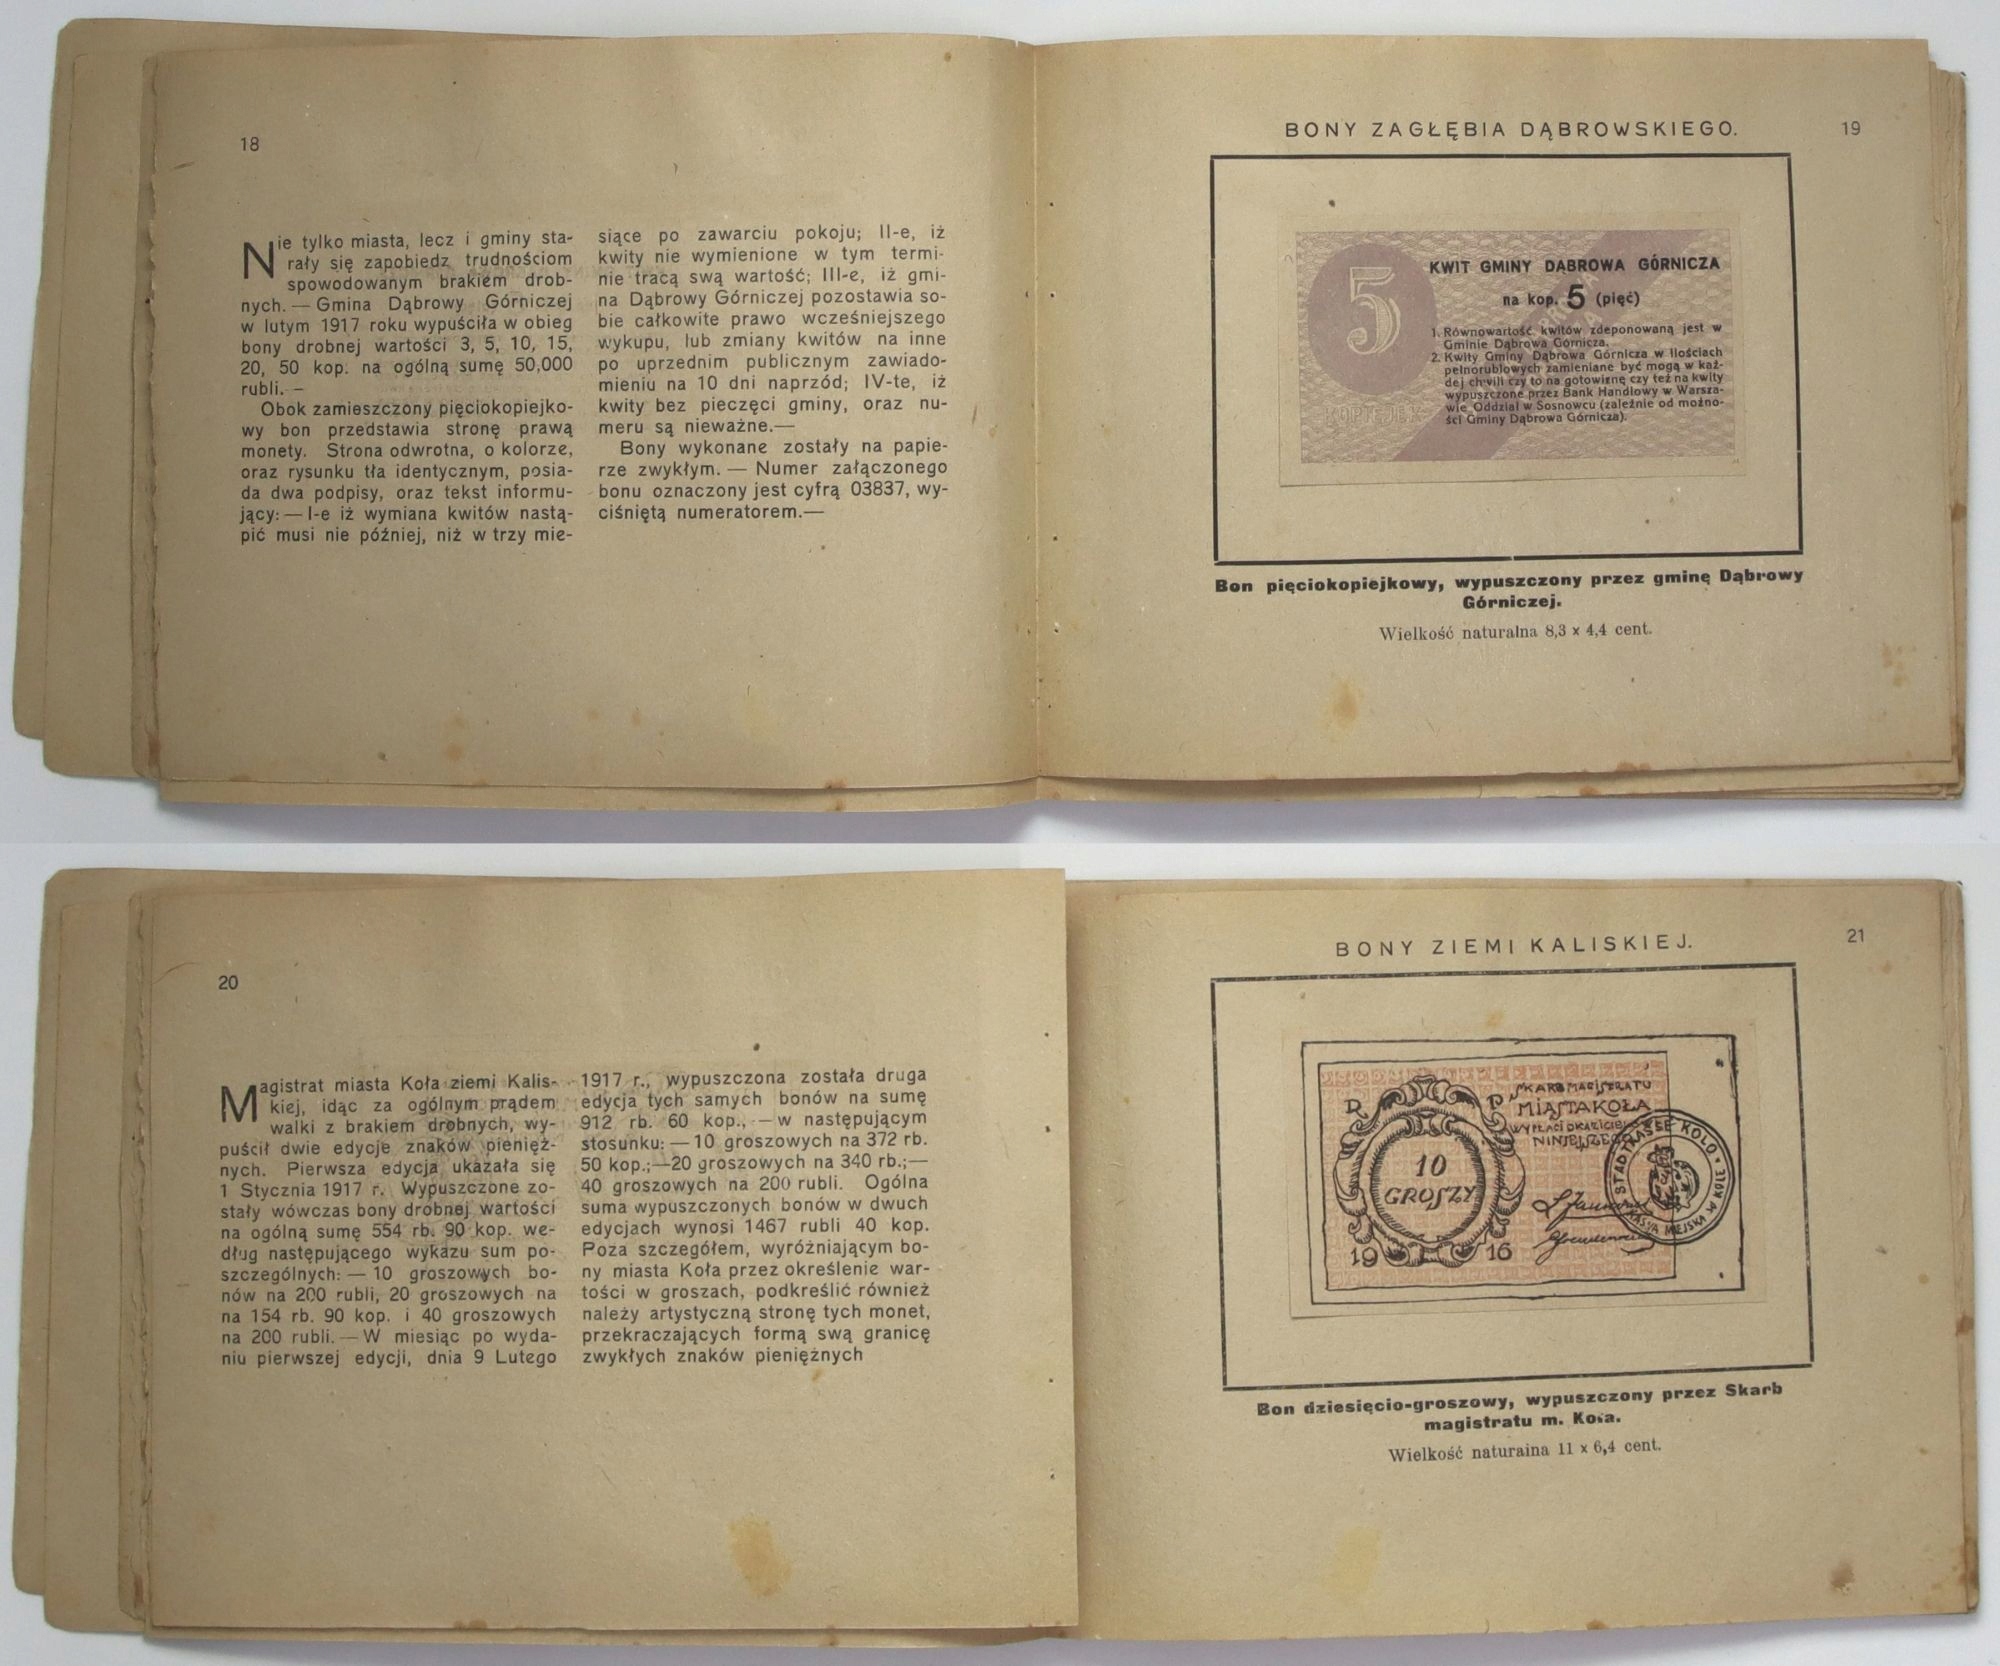 18
Nie tylko miasta, lecz i gminy sta-
rały się zapobiedz trudnościom
spowodowanym brakiem drob-
nych. — Gmina Dąbrowy Górniczej
w lutym 1917 roku wypuściła w obieg
bony drobnej wartości 3, 5, 10, 15,
20, 50 kop. na ogólną sumę 50,000
rubli. –
Obok zamieszczony pięciokopiejko-
wy bon przedstawia stronę prawą
monety. Strona odwrotna, o kolorze,
oraz rysunku tła identycznym, posia-
da dwa podpisy, oraz tekst informu-
jący: — I-e iż wymiana kwitów nastą-
pić musi nie później, niż w trzy mie-
siące po zawarciu pokoju; II-e, iż
kwity nie wymienione w tym termi-
nie tracą swą wartość; III-e, iż gmi-
na Dąbrowy Górniczej pozostawia so-
bie całkowite prawo wcześniejszego
wykupu, lub zmiany kwitów na inne
po uprzednim publicznym zawiado-
mieniu na 10 dni naprzód; IV-te, iż
kwity bez pieczęci gminy, oraz nu-
meru są nieważne.—
Bony wykonane zostały na papie-
rze zwykłym. — Numer załączonego
bonu oznaczony jest cyfrą 03837, wy-
ciśniętą numeratorem.—
BONY ZAGŁĘBIA DĄBROWSKIEGO.
19
5
KOPIEJEK
KWIT GMINY DĄBROWA GÓRNICZA
na kop. 5 (pięć)
1. Równowartość kwitów zdeponowaną jest w
Gminie Dąbrowa Górnicza.
2. Kwity Gminy Dąbrowa Górnicza w ilościach
pełnorublowych zamieniane być mogą w każ-
dej chwili czy to na gotowiznę czy też na kwity
wypuszczone przez Bank Handlowy w Warsza-
wie Oddział w Sosnowcu (zależnie od możno-
ści Gminy Dąbrowa Górnicza).
Bon pięciokopiejkowy, wypuszczony przez gminę Dąbrowy
Górniczej.
Wielkość naturalna 8,3 x 4,4 cent.
20
Magistrat miasta Koła ziemi Kalis-
kiej, idąc za ogólnym prądem
walki z brakiem drobnych, wy-
puścił dwie edycje znaków pienięż-
nych. Pierwsza edycja ukazała się
1 Stycznia 1917 r. Wypuszczone zo-
stały wówczas bony drobnej wartości
na ogólną sumę 554 rb. 90 kop. we-
dług następującego wykazu sum po-
szczególnych: — 10 groszowych bo-
nów na 200 rubli, 20 groszowych na
na 154 rb. 90 kop. i 40 groszowych
na 200 rubli. — W miesiąc po wyda-
niu pierwszej edycji, dnia 9 Lutego
1917 r., wypuszczona została druga
edycja tych samych bonów na sumę
912 rb. 60 kop., — w następującym
stosunku: — 10 groszowych na 372 rb.
50 kop.;—20 groszowych na 340 rb.;—
40 groszowych na 200 rubli. Ogólna
suma wypuszczonych bonów w dwuch
edycjach wynosi 1467 rubli 40 kop.
Poza szczegółem, wyróżniającym bo-
ny miasta Koła przez określenie war-
tości w groszach, podkreślić również
należy artystyczną stronę tych monet,
przekraczających formą swą granicę
zwykłych znaków pieniężnych
BONY ZIEMI KALISKIEJ.
21
R P
10
GROSZY
19 16
SKARB MAGISTRATU
MIASTA KOŁA
WYPŁACI OKAZICIEL
NINIEJSZEGO
STADTKASSE KOLO
KASSA MIEJSKA W KOLE
Bon dziesięcio-groszowy, wypuszczony przez Skarb
magistratu m. Koła.
Wielkość naturalna 11 x 6,4 cent.